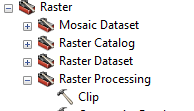 Raster
Mosaic Dataset
Raster Catalog
Raster Dataset
Raster Processing
Clip